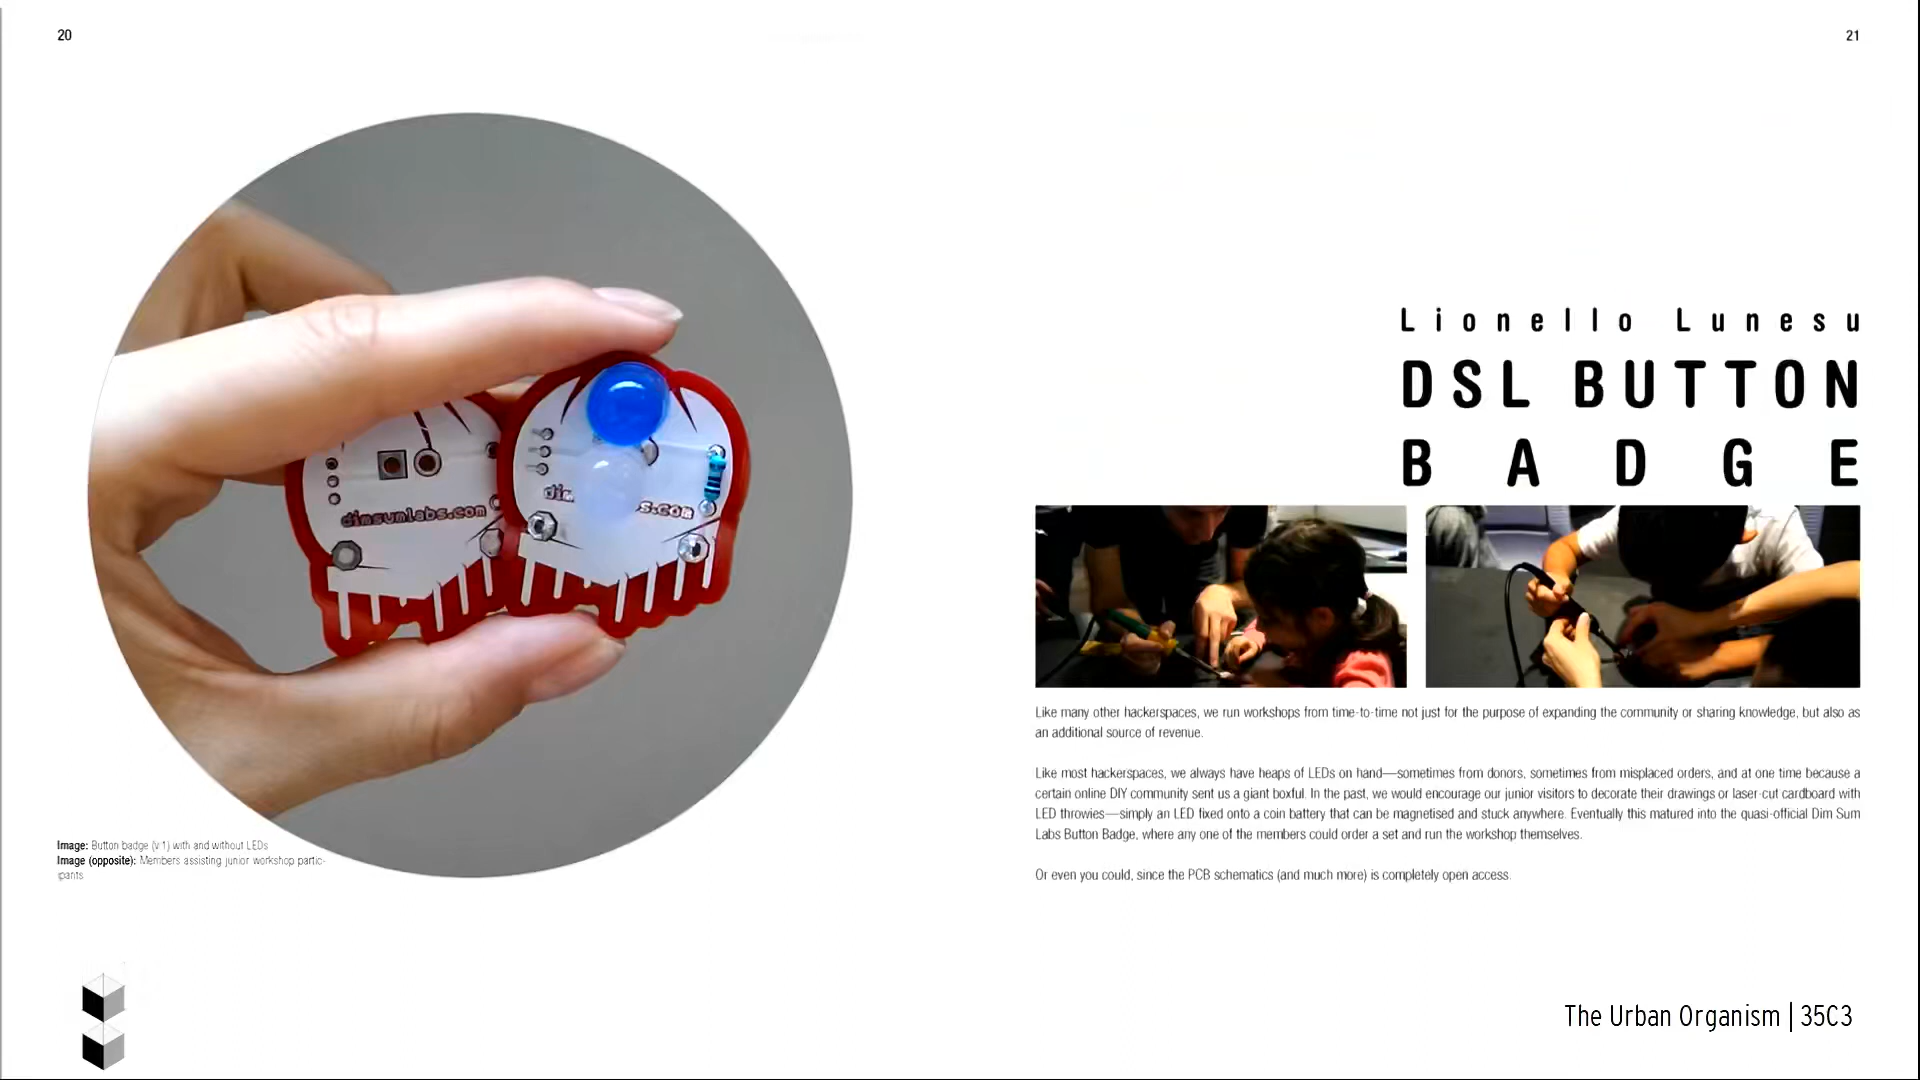 20
21
dimsumlabs.com
dim
s.com
Image: Button badge (v.1) with and without LEDs
Image (opposite): Members assisting junior workshop partic-
ipants
Lionello Lunesu
DSL BUTTON
BADGE
Like many other hackerspaces, we run workshops from time-to-time not just for the purpose of expanding the community or sharing knowledge, but also as
an additional source of revenue.
Like most hackerspaces, we always have heaps of LEDs on hand—sometimes from donors, sometimes from misplaced orders, and at one time because a
certain online DIY community sent us a giant boxful. In the past, we would encourage our junior visitors to decorate their drawings or laser-cut cardboard with
LED throwies—simply an LED fixed onto a coin battery that can be magnetised and stuck anywhere. Eventually this matured into the quasi-official Dim Sum
Labs Button Badge, where any one of the members could order a set and run the workshop themselves.
Or even you could, since the PCB schematics (and much more) is completely open access.
The Urban Organism | 35C3